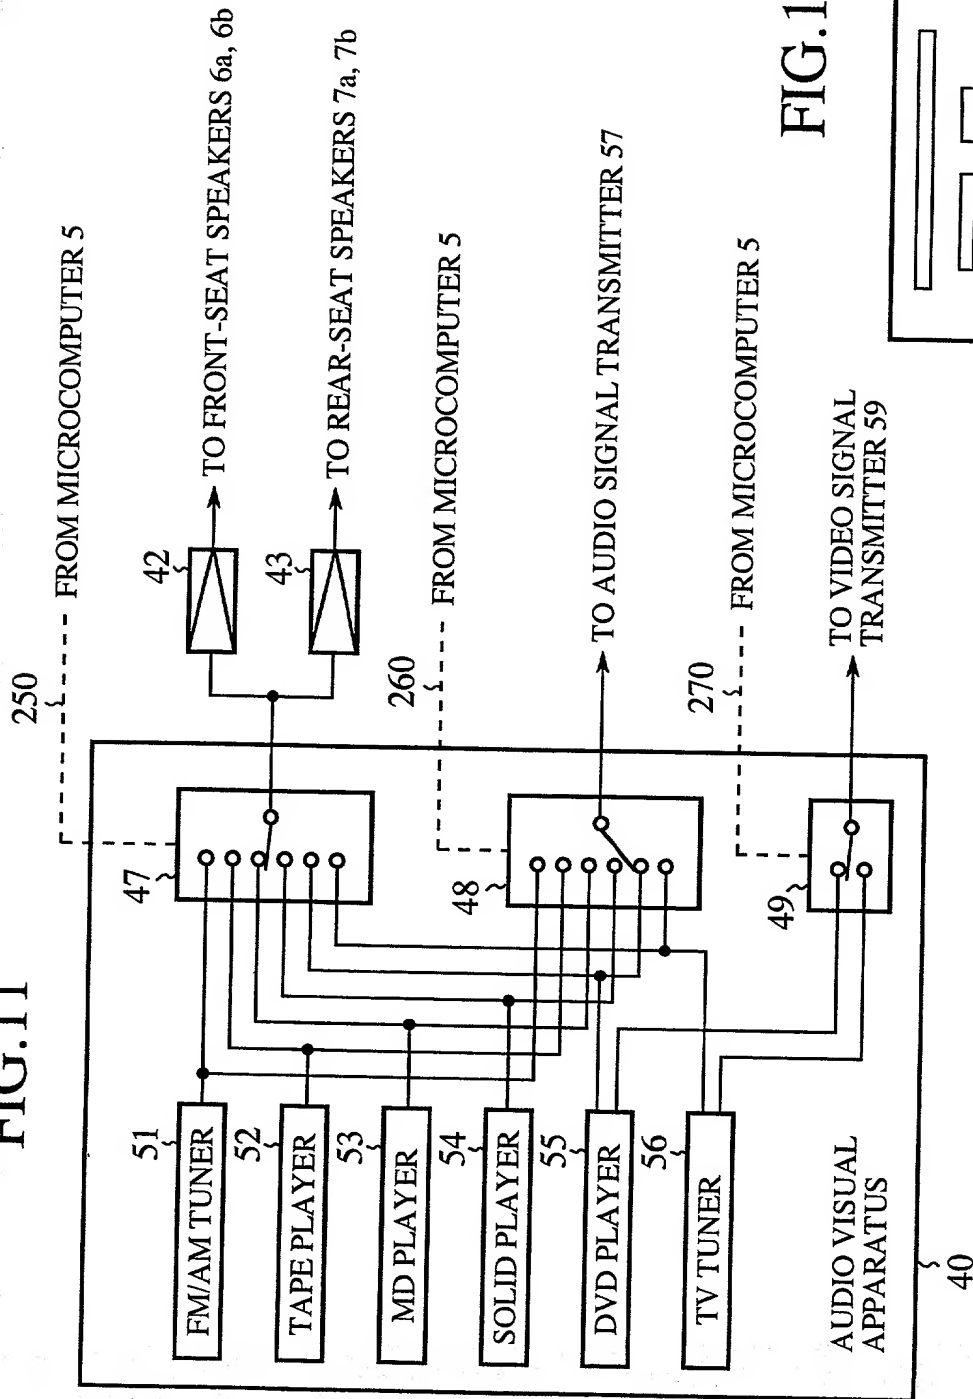 FIG.11
250
FROM MICROCOMPUTER 5
42
TO FRONT-SEAT SPEAKERS 6a, 6b
43
TO REAR-SEAT SPEAKERS 7a, 7b
260
FROM MICROCOMPUTER 5
TO AUDIO SIGNAL TRANSMITTER 57
270
FROM MICROCOMPUTER 5
TO VIDEO SIGNAL
TRANSMITTER 59
47
48
49
51
FM/AM TUNER
52
TAPE PLAYER
53
MD PLAYER
54
SOLID PLAYER
55
DVD PLAYER
56
TV TUNER
AUDIO VISUAL
APPARATUS
40
FIG.1